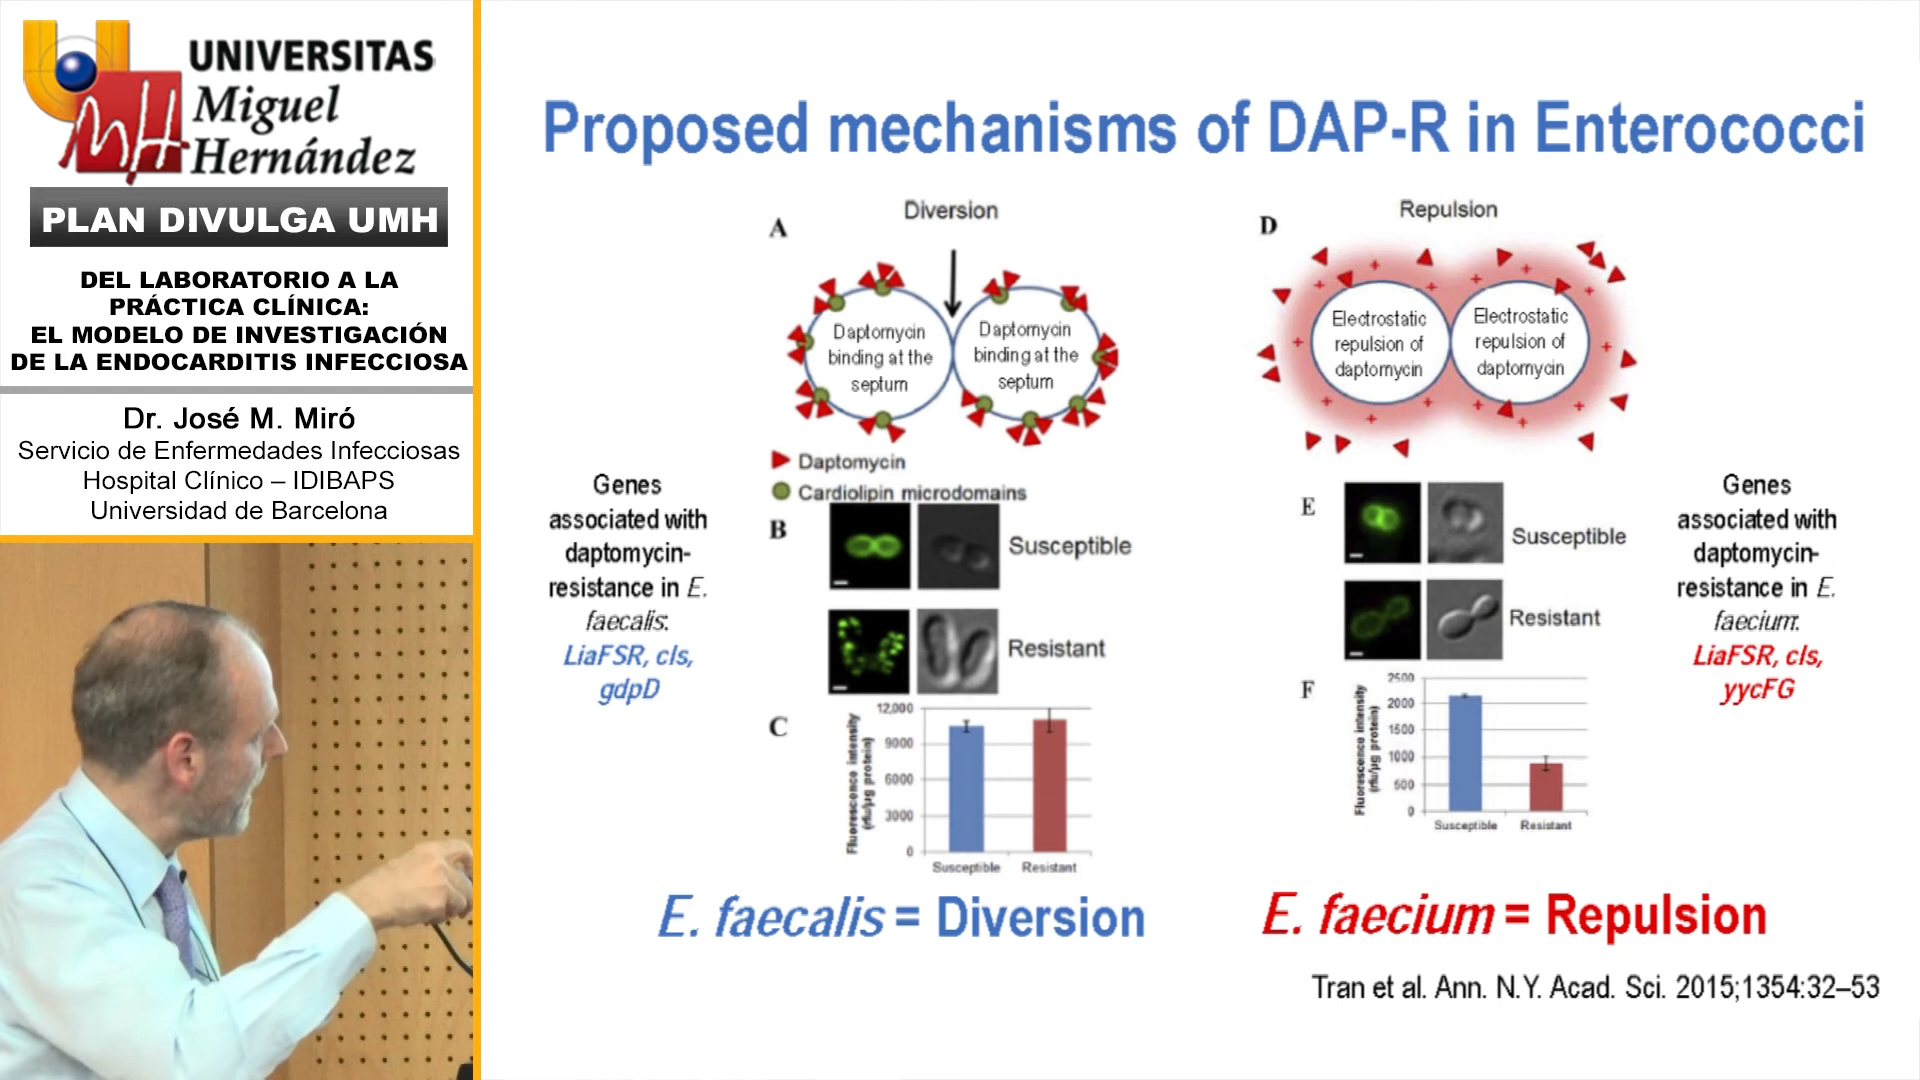 UNIVERSITAS
Miguel
Hernández
PLAN DIVULGA UMH
DEL LABORATORIO A LA
PRÁCTICA CLÍNICA:
EL MODELO DE INVESTIGACIÓN
DE LA ENDOCARDITIS INFECCIOSA
Dr. José M. Miró
Servicio de Enfermedades Infecciosas
Hospital Clínico – IDIBAPS
Universidad de Barcelona
Proposed mechanisms of DAP-R in Enterococci
A
Diversion
Daptomycin
binding at the
septum
Daptomycin
binding at the
septum
Daptomycin
Cardiolipin microdomains
Genes
associated with
daptomycin-
resistance in E.
faecalis:
LiaFSR, cls,
gdpD
B
Susceptible
Resistant
C
Fluorescence intensity
(rfu/µg protein)
12,000
9000
6000
3000
0
Susceptible
Resistant
E. faecalis = Diversion
D
Repulsion
+
+
+
+
+
+
+
+
+
+
+
+
+
Electrostatic
repulsion of
daptomycin
Electrostatic
repulsion of
daptomycin
E
Susceptible
Resistant
Genes
associated with
daptomycin-
resistance in E.
faecium:
LiaFSR, cls,
yycFG
F
Fluorescence intensity
(rfu/µg protein)
2500
2000
1500
1000
500
0
Susceptible
Resistant
E. faecium = Repulsion
Tran et al. Ann. N.Y. Acad. Sci. 2015;1354:32–53